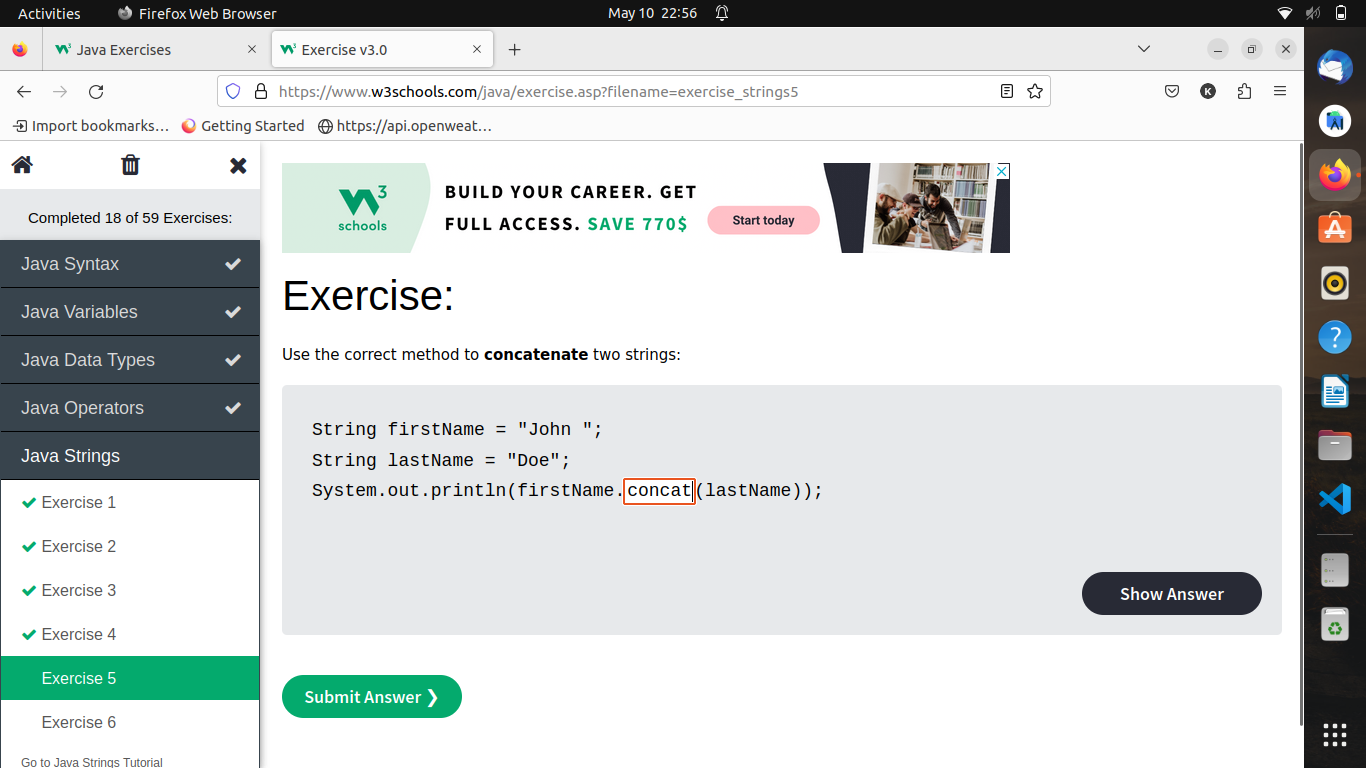 Activities
Firefox Web Browser
May 10 22:56
Java Exercises
Exercise v3.0
https://www.w3schools.com/java/exercise.asp?filename=exercise_strings5
K
Import bookmarks…
Getting Started
https://api.openweat…
Completed 18 of 59 Exercises:
Java Syntax
Java Variables
Java Data Types
Java Operators
Java Strings
Exercise 1
Exercise 2
Exercise 3
Exercise 4
Exercise 5
Exercise 6
Go to Java Strings Tutorial
W3
schools
BUILD YOUR CAREER. GET
FULL ACCESS. SAVE 770$
Start today
Exercise:
Use the correct method to concatenate two strings:
String firstName = "John ";
String lastName = "Doe";
System.out.println(firstName.concat(lastName));
Show Answer
Submit Answer ❯